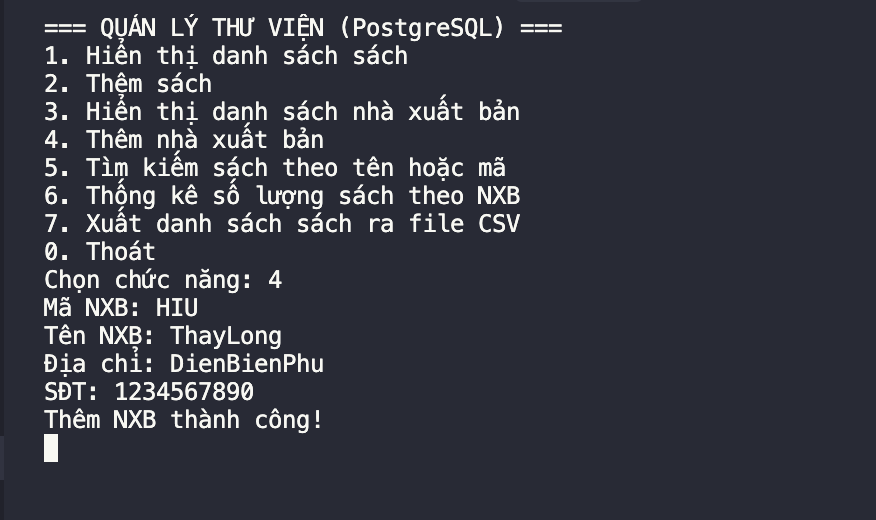 === QUẢN LÝ THƯ VIỆN (PostgreSQL) ===
1. Hiển thị danh sách sách
2. Thêm sách
3. Hiển thị danh sách nhà xuất bản
4. Thêm nhà xuất bản
5. Tìm kiếm sách theo tên hoặc mã
6. Thống kê số lượng sách theo NXB
7. Xuất danh sách sách ra file CSV
0. Thoát
Chọn chức năng: 4
Mã NXB: HIU
Tên NXB: ThayLong
Địa chỉ: DienBienPhu
SĐT: 1234567890
Thêm NXB thành công!